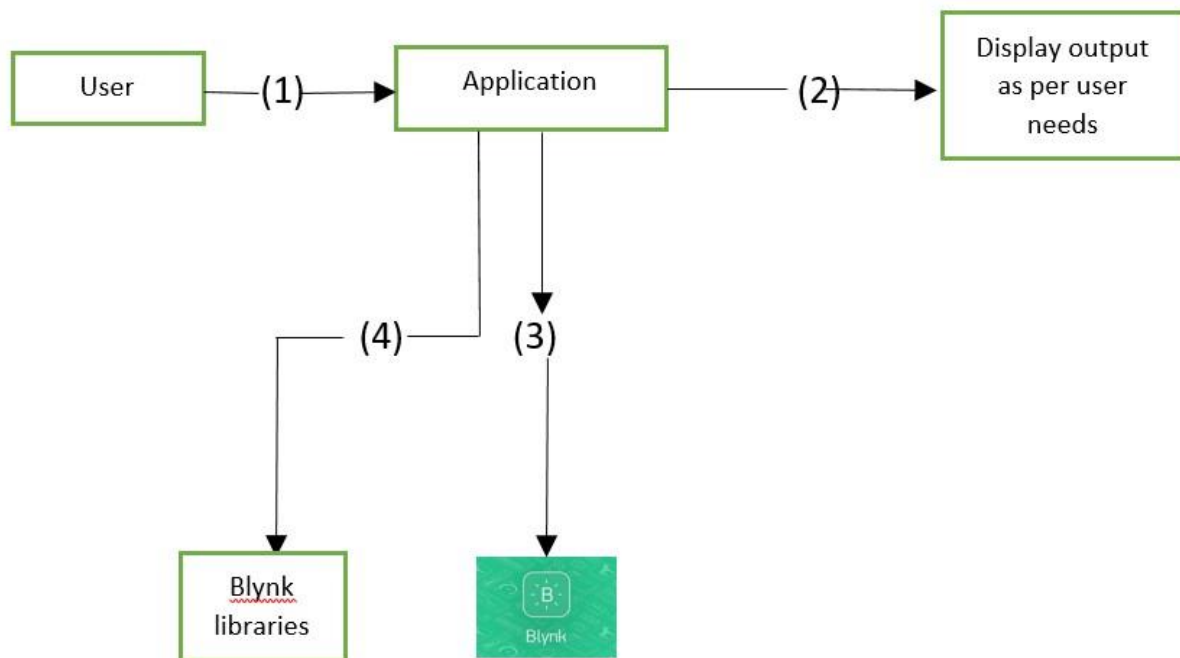 User
(1)
Application
(2)
Display output
as per user
needs
(4)
(3)
Blynk
libraries
B
Blynk